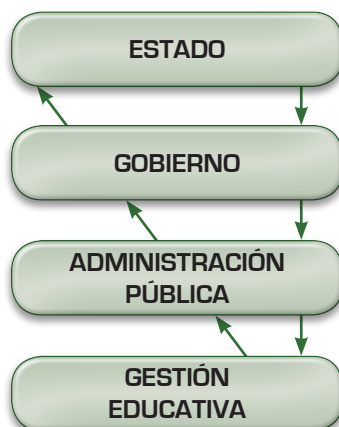 ESTADO
GOBIERNO
ADMINISTRACIÓN
PÚBLICA
GESTIÓN
EDUCATIVA